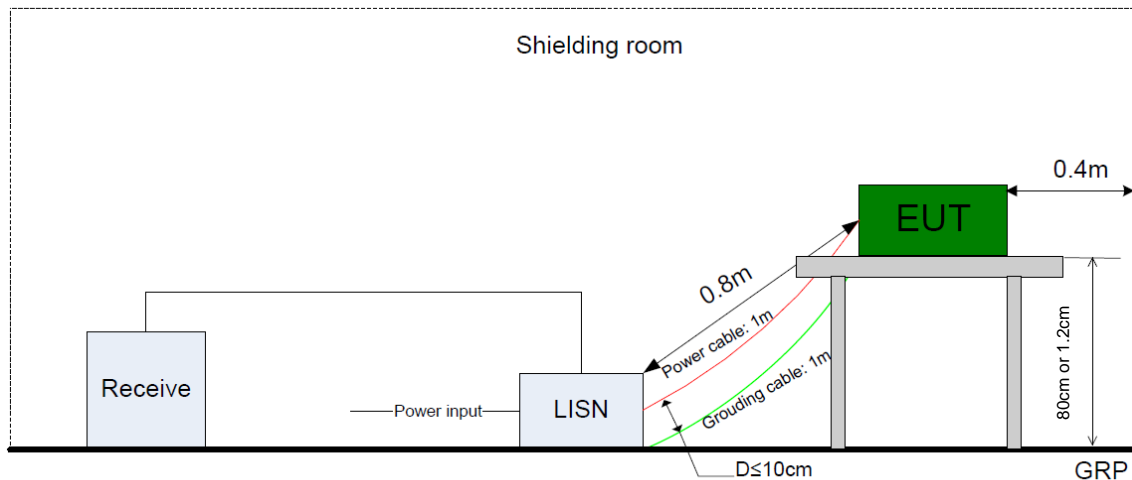 Shielding room
0.4m
EUT
0.8m
Power cable: 1m
Grouding cable: 1m
80cm or 1.2cm
Receive
Power input
LISN
D≤10cm
GRP